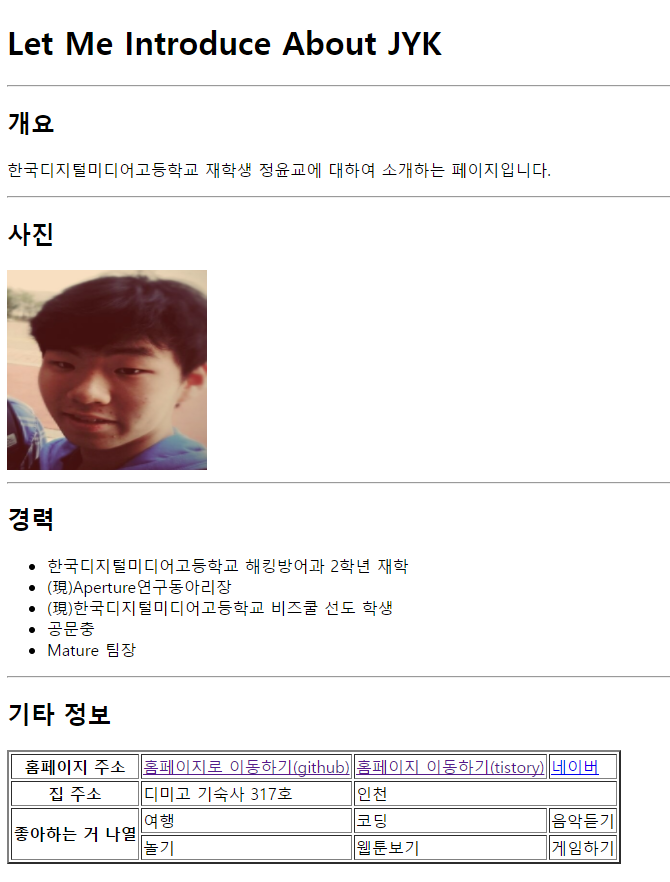 Let Me Introduce About JYK
개요
한국디지털미디어고등학교 재학생 정윤교에 대하여 소개하는 페이지입니다.
사진
경력
한국디지털미디어고등학교 해킹방어과 2학년 재학
(現)Aperture연구동아리장
(現)한국디지털미디어고등학교 비즈쿨 선도 학생
공문충
Mature 팀장
기타 정보
홈페이지 주소 홈페이지로 이동하기(github) 홈페이지 이동하기(tistory) 네이버
집 주소 디미고 기숙사 317호 인천
좋아하는 거 나열 여행 코딩 음악듣기
놀기 웹툰보기 게임하기